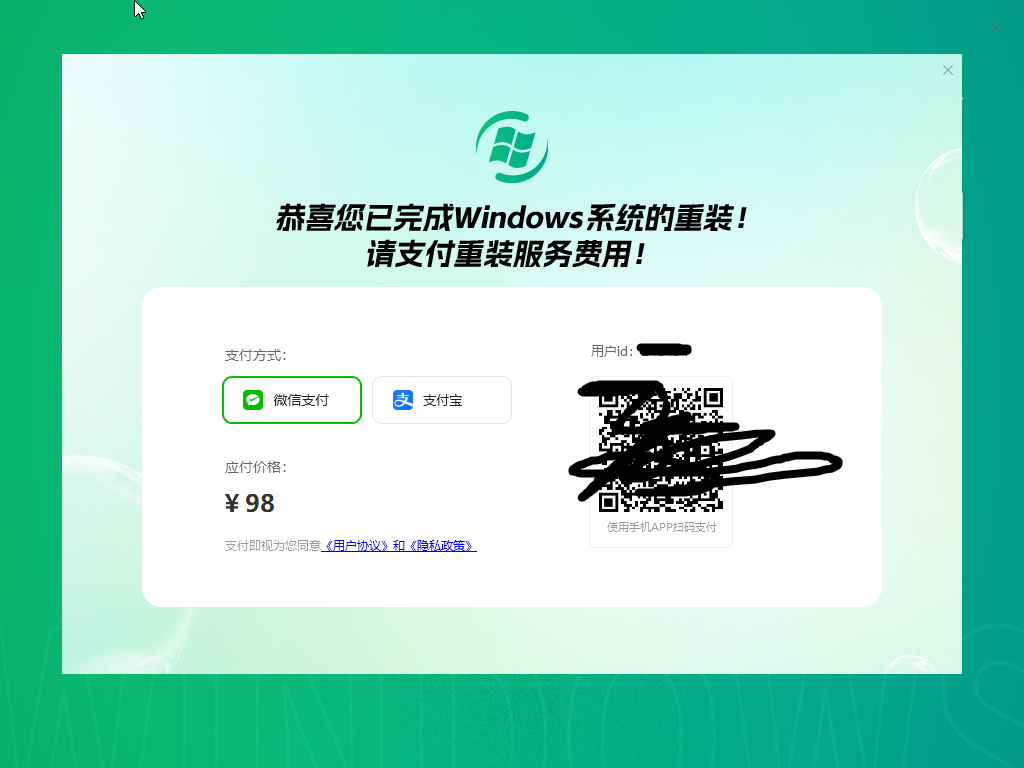 恭喜您已完成Windows系统的重装！
请支付重装服务费用！
支付方式：
用户id：
微信支付
支付宝
应付价格：
¥ 98
使用手机APP扫码支付
支付即视为您同意《用户协议》和《隐私政策》
WINDOWS